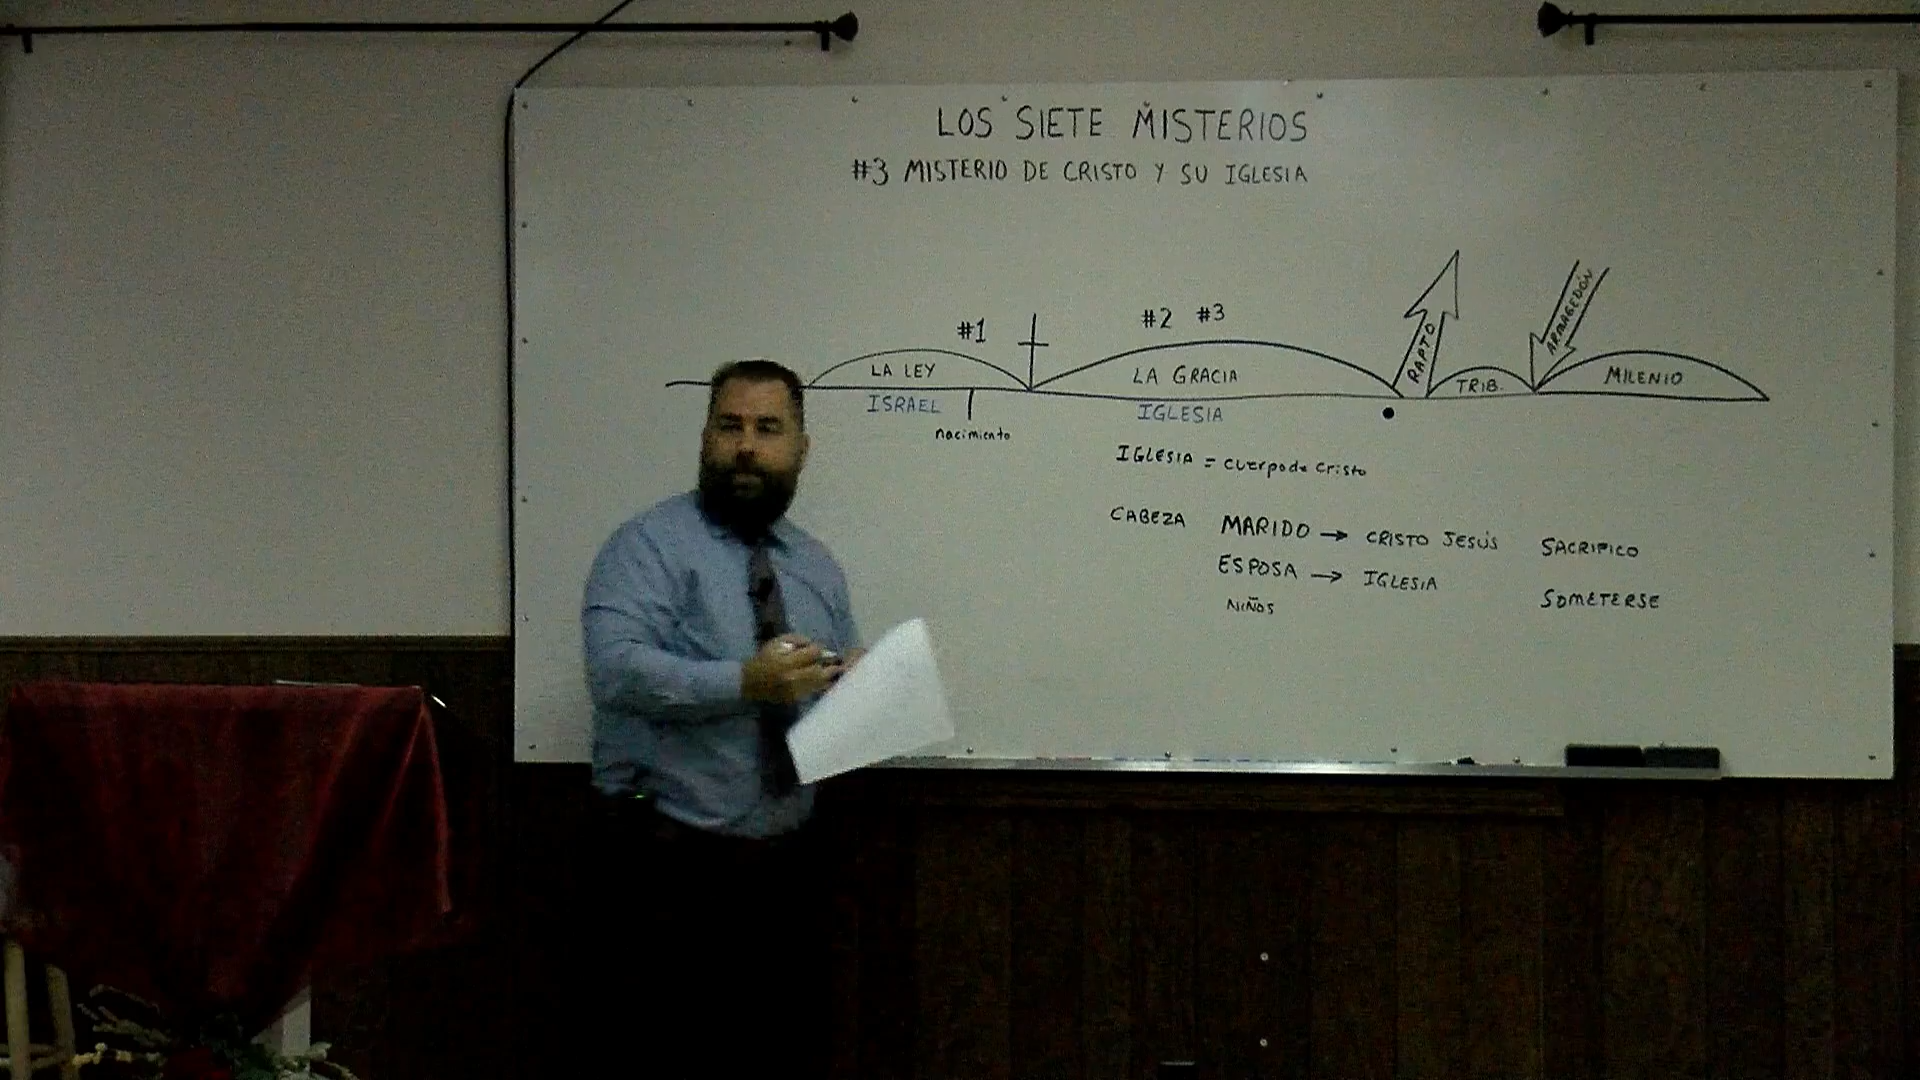 LOS SIETE MISTERIOS
#3 MISTERIO DE CRISTO Y SU IGLESIA
#1
#2 #3
LA LEY
LA GRACIA
RAPTO
TRIB.
ARMAGEDÓN
MILENIO
ISRAEL
IGLESIA
nacimiento
IGLESIA = cuerpo de Cristo
CABEZA MARIDO → CRISTO JESÚS SACRIFICO
ESPOSA → IGLESIA SOMETERSE
NIÑOS